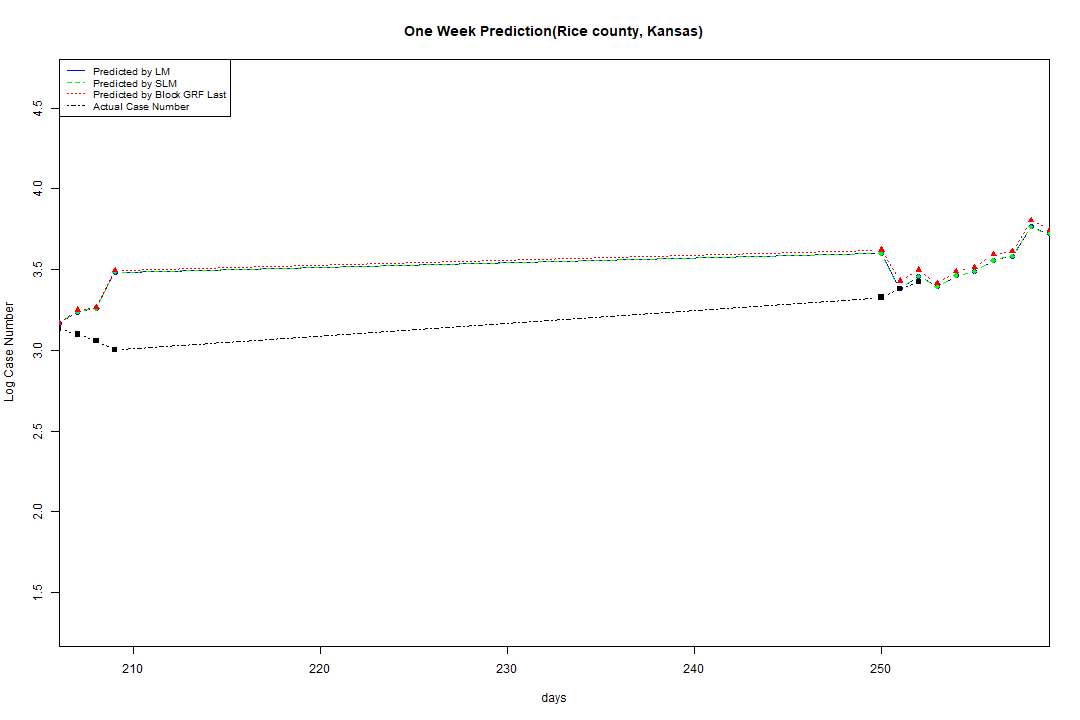 One Week Prediction(Rice county, Kansas)
Predicted by LM
Predicted by SLM
Predicted by Block GRF Last
Actual Case Number
4.5
4.0
3.5
3.0
2.5
2.0
1.5
Log Case Number
210 220 230 240 250
days